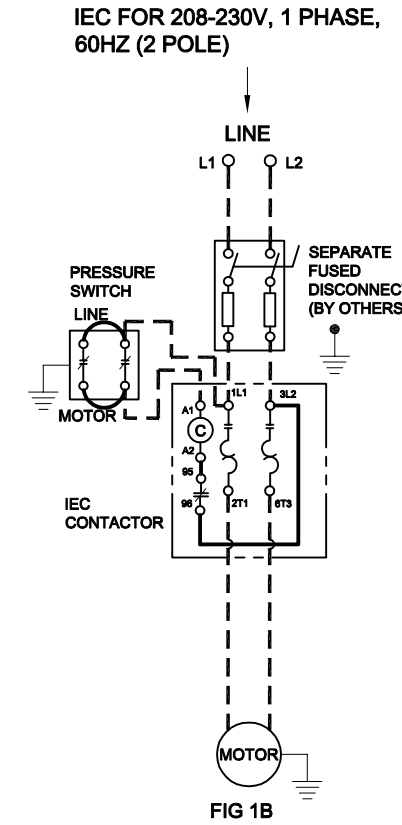 IEC FOR 208-230V, 1 PHASE,
60HZ (2 POLE)
LINE
L1
L2
SEPARATE
FUSED
DISCONNEC
(BY OTHERS
PRESSURE
SWITCH
LINE
MOTOR
A1
1L1
3L2
C
A2
95
96
2T1
6T3
IEC
CONTACTOR
MOTOR
FIG 1B